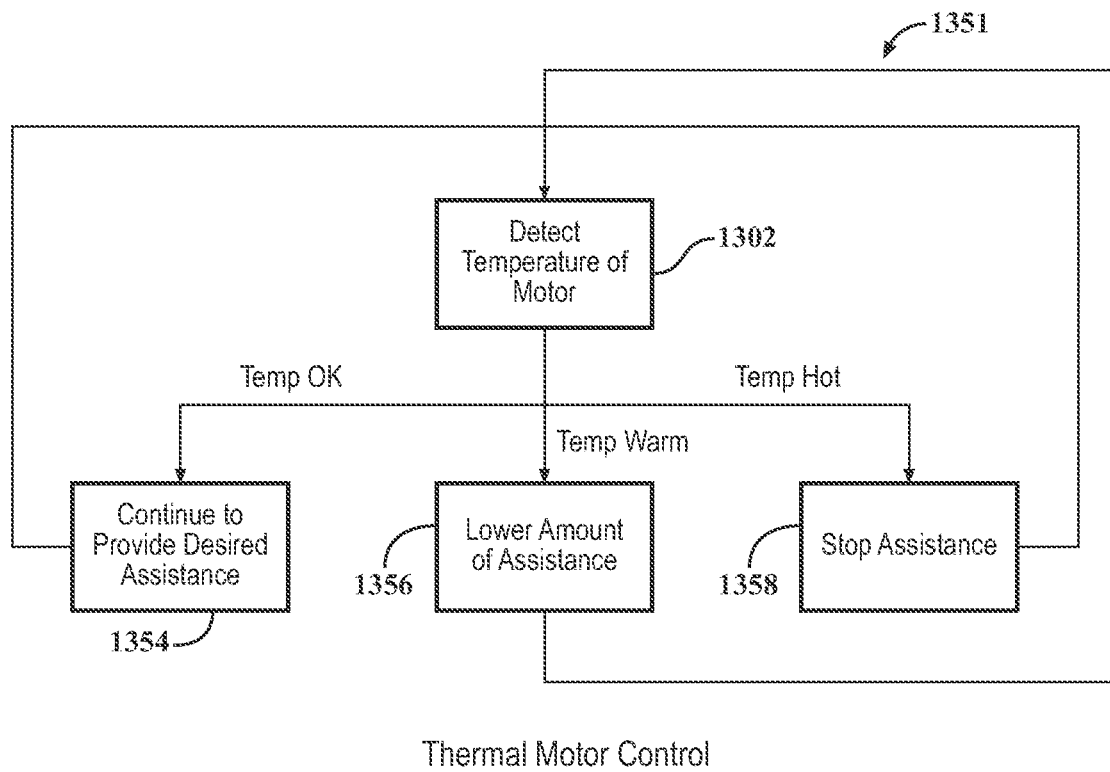 1351
Detect
Temperature of
Motor
1302
Temp OK
Temp Hot
Temp Warm
Continue to
Provide Desired
Assistance
1354
Lower Amount
of Assistance
1356
Stop Assistance
1358
Thermal Motor Control